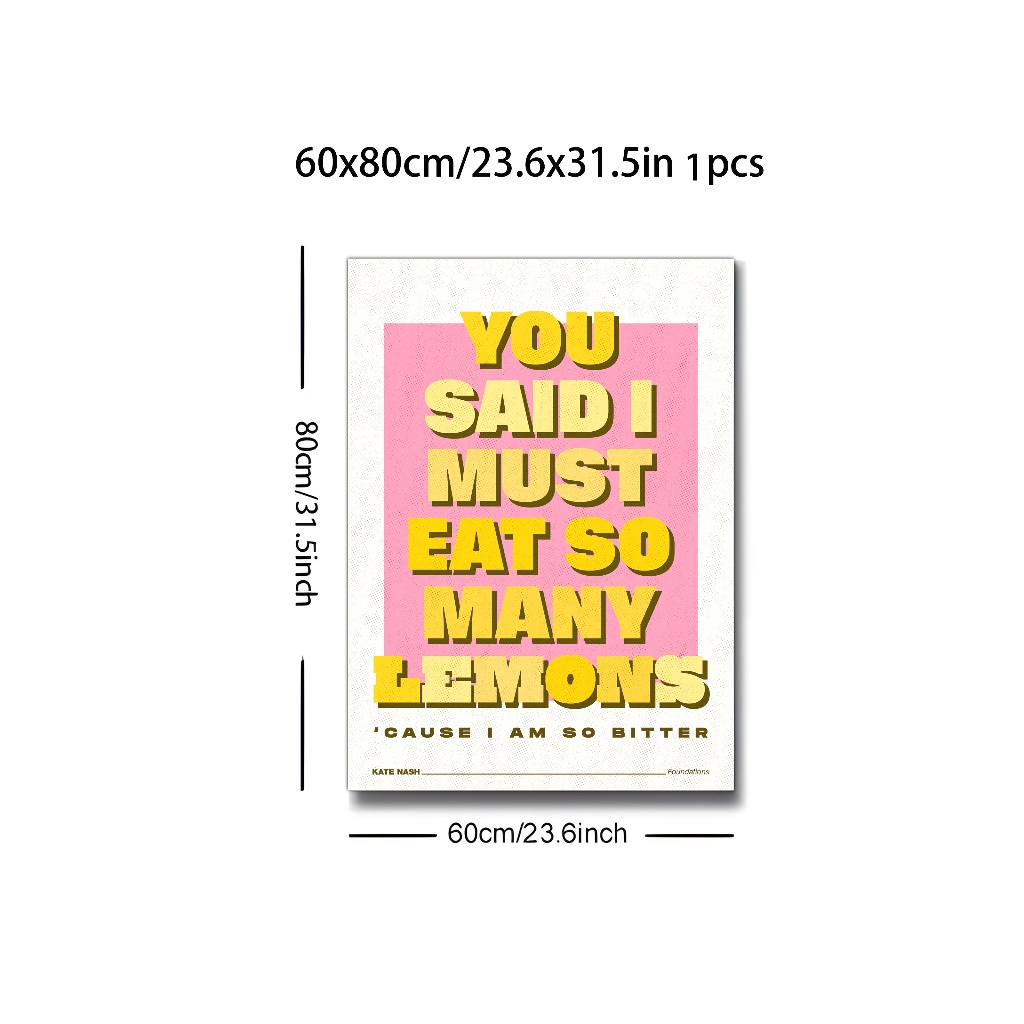 60x80cm/23.6x31.5in 1pcs
80cm/31.5inch
YOU
SAID I
MUST
EAT SO
MANY
LEMONS
'CAUSE I AM SO BITTER
KATE NASH Foundations
60cm/23.6inch